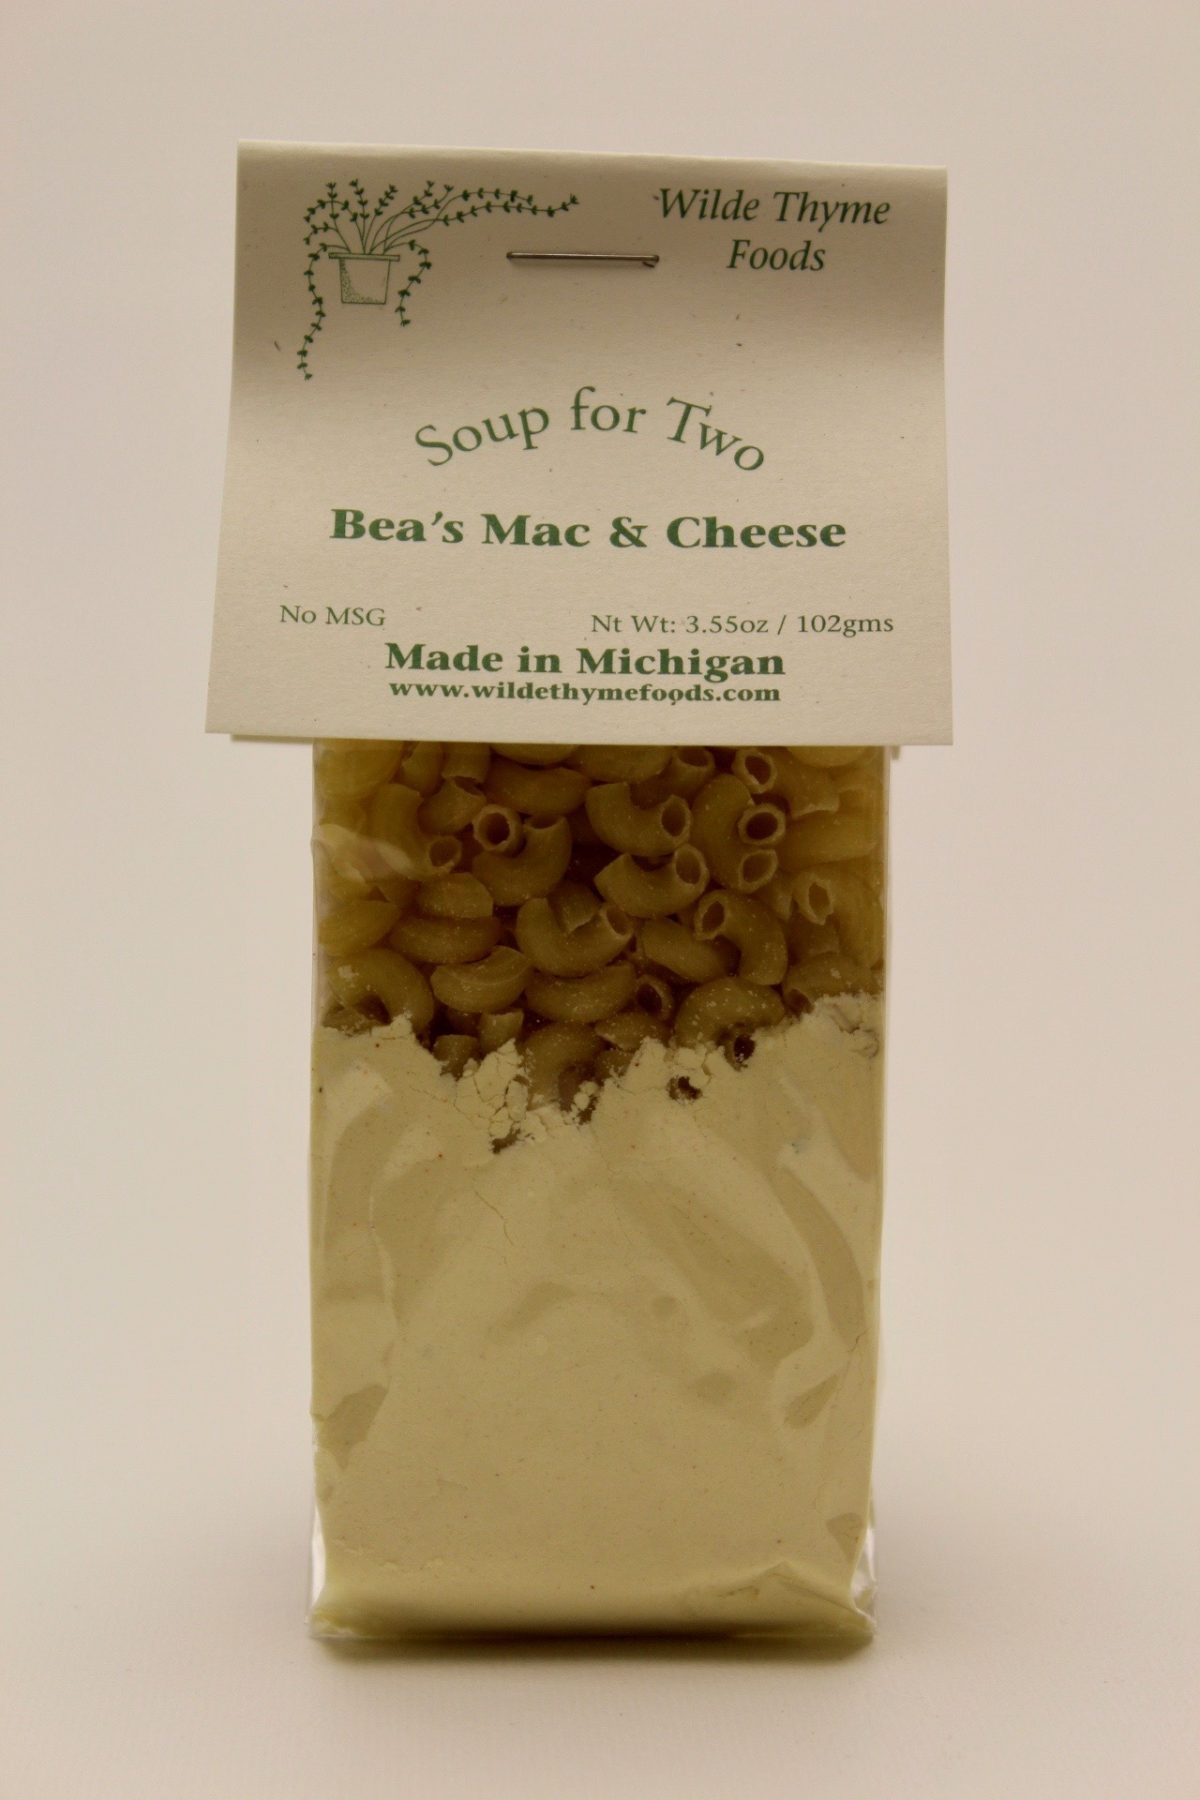 Wilde Thyme
Foods
Soup for Two
Bea's Mac & Cheese
No MSG
Nt Wt: 3.55oz / 102gms
Made in Michigan
www.wildethymefoods.com